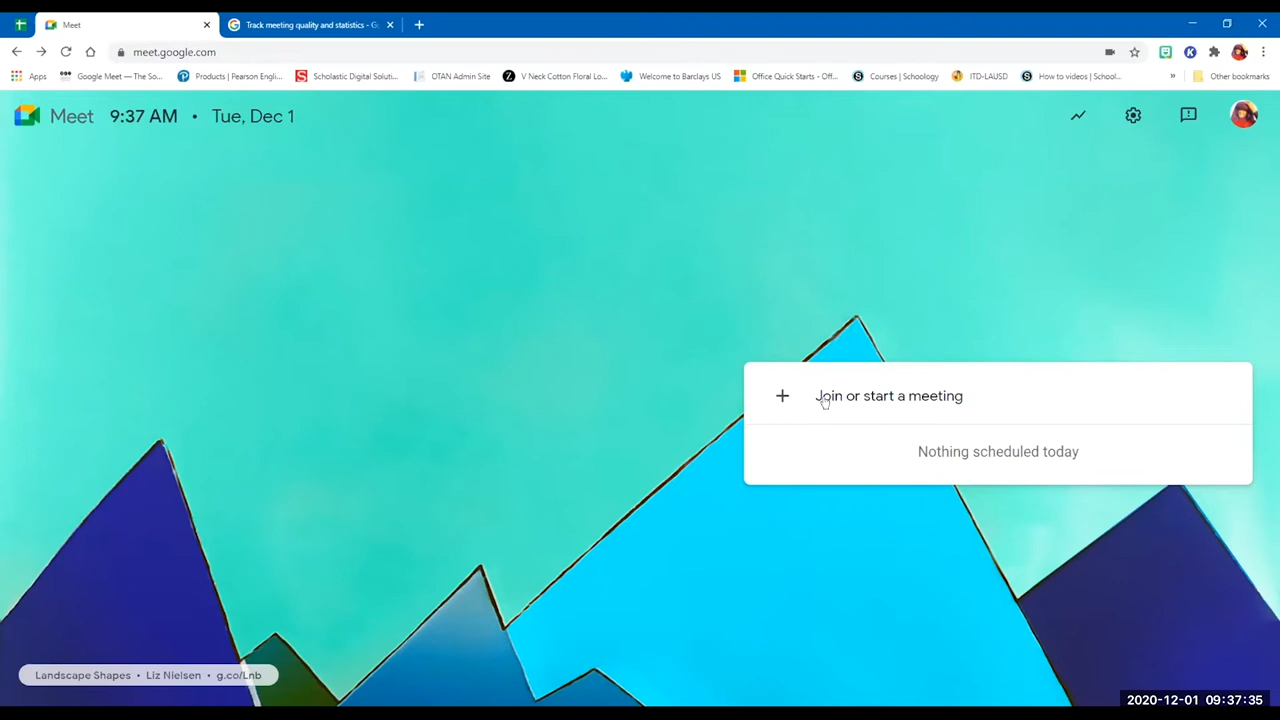 Meet
Track meeting quality and statistics - G
meet.google.com
Apps
Google Meet — The So...
Products | Pearson Engli...
Scholastic Digital Soluti...
OTAN Admin Site
V Neck Cotton Floral Lo...
Welcome to Barclays US
Office Quick Starts - Off...
Courses | Schoology
ITD-LAUSD
How to videos | School...
»
Other bookmarks
Meet 9:37 AM • Tue, Dec 1
Join or start a meeting
Nothing scheduled today
Landscape Shapes • Liz Nielsen • g.co/Lnb
2020-12-01 09:37:35